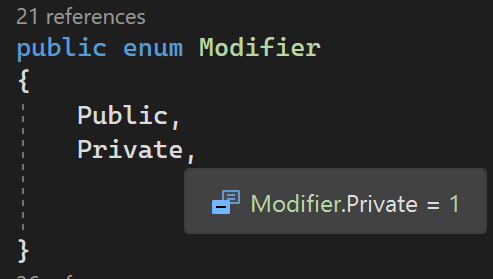 21 references
public enum Modifier
{
Public,
Private,
Modifier.Private = 1
}